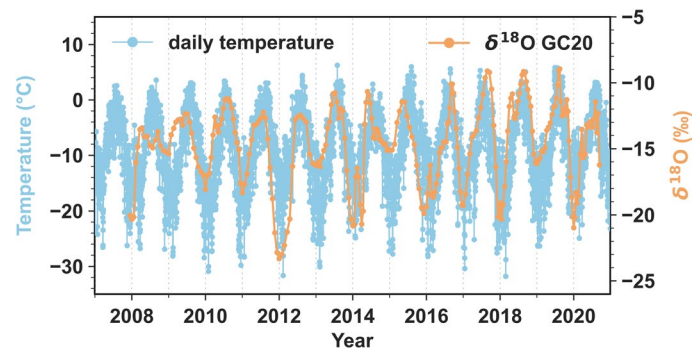 daily temperature
δ¹⁸O GC20
Temperature (°C)
10
0
−10
−20
−30
−5
−10
−15
−20
−25
δ¹⁸O (‰)
2008 2010 2012 2014 2016 2018 2020
Year